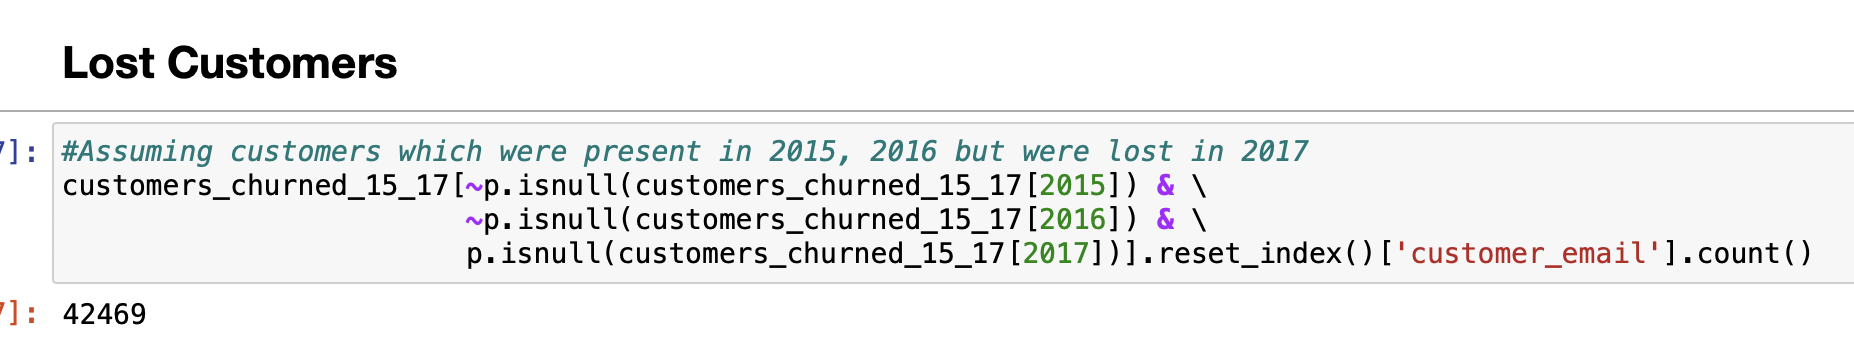 Lost Customers
7]: #Assuming customers which were present in 2015, 2016 but were lost in 2017
customers_churned_15_17[~p.isnull(customers_churned_15_17[2015]) & \
~p.isnull(customers_churned_15_17[2016]) & \
p.isnull(customers_churned_15_17[2017])].reset_index()['customer_email'].count()
7]: 42469